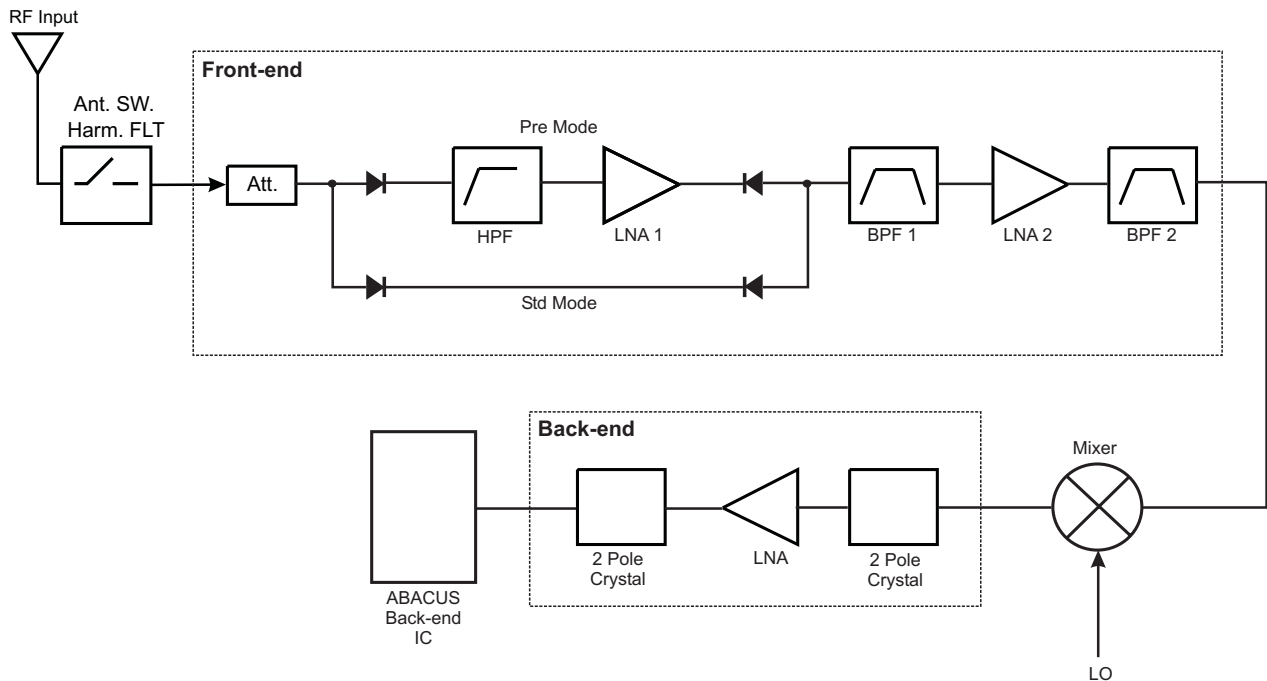 RF Input
Front-end
Ant. SW.
Harm. FLT
Pre Mode
Att.
HPF
LNA 1
BPF 1
LNA 2
BPF 2
Std Mode
Back-end
Mixer
2 Pole
Crystal
LNA
2 Pole
Crystal
ABACUS
Back-end
IC
LO